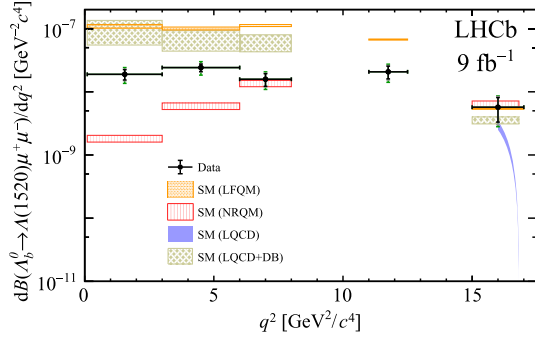 dB(Λ_b^0→Λ(1520)μ⁺μ⁻)/dq² [GeV⁻²c⁴]
10⁻⁷
10⁻⁹
10⁻¹¹
LHCb
9 fb⁻¹
Data
SM (LFQM)
SM (NRQM)
SM (LQCD)
SM (LQCD+DB)
0 5 10 15
q² [GeV²/c⁴]